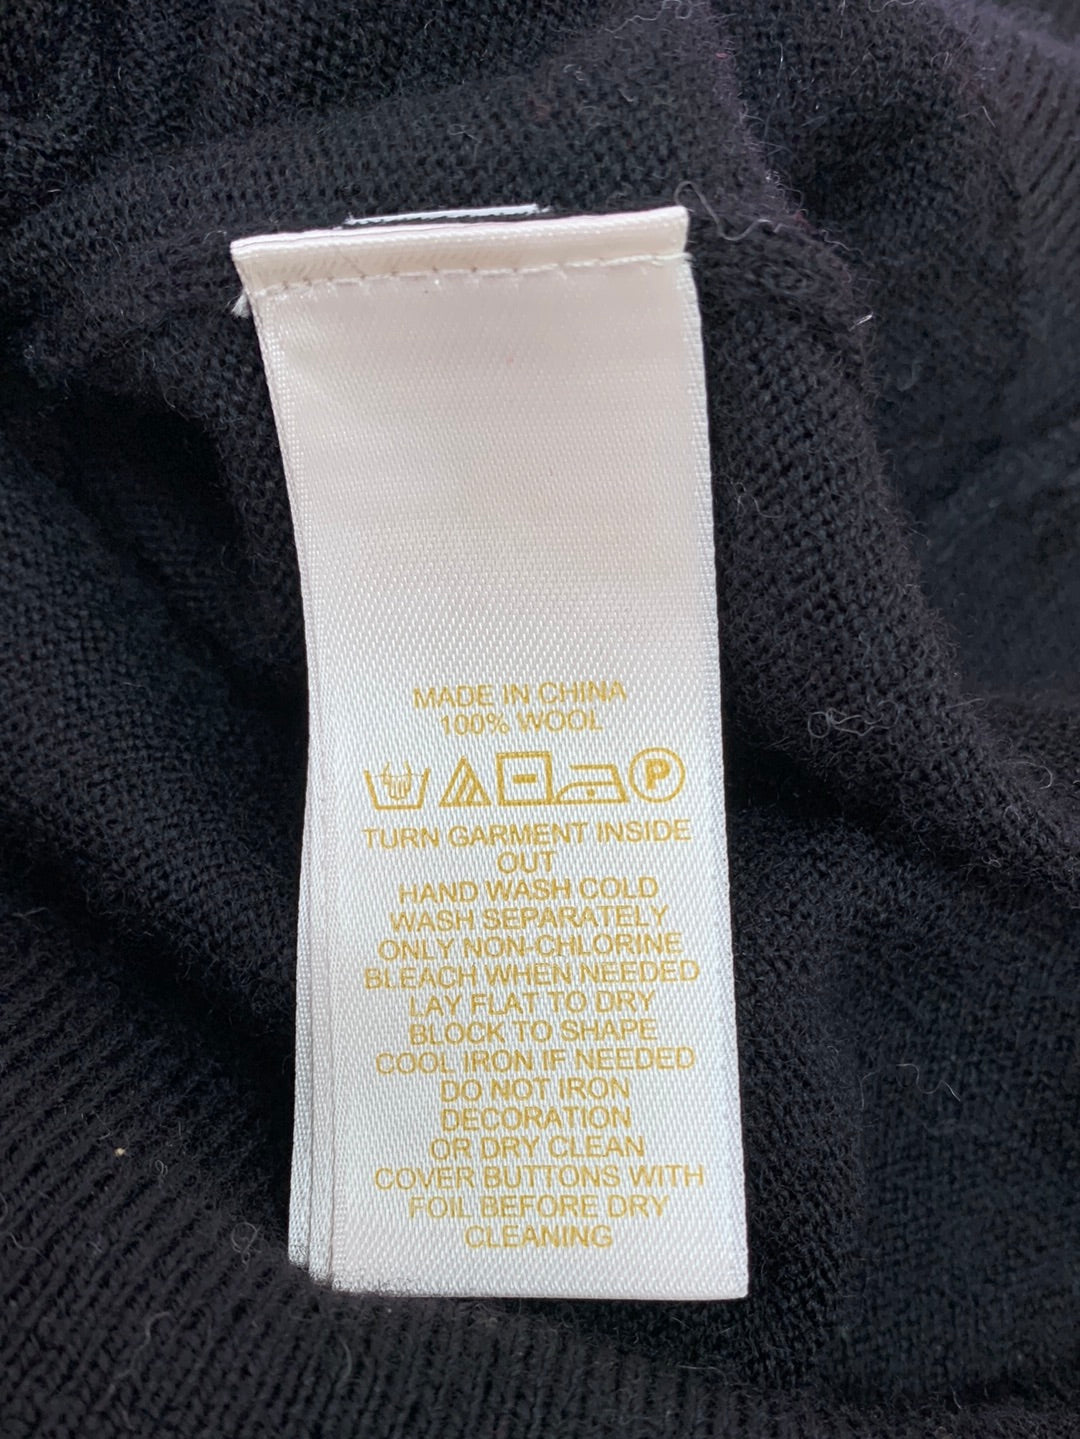 MADE IN CHINA
100% WOOL
P
TURN GARMENT INSIDE
OUT
HAND WASH COLD
WASH SEPARATELY
ONLY NON-CHLORINE
BLEACH WHEN NEEDED
LAY FLAT TO DRY
BLOCK TO SHAPE
COOL IRON IF NEEDED
DO NOT IRON
DECORATION
OR DRY CLEAN
COVER BUTTONS WITH
FOIL BEFORE DRY
CLEANING